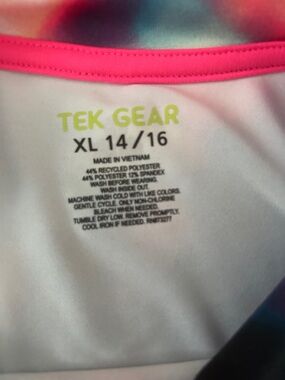 TEK GEAR
XL 14/16
MADE IN VIETNAM
44% RECYCLED POLYESTER
44% POLYESTER 12% SPANDEX
WASH BEFORE WEARING.
WASH INSIDE OUT.
MACHINE WASH COLD WITH LIKE COLORS.
GENTLE CYCLE. ONLY NON-CHLORINE
BLEACH WHEN NEEDED.
TUMBLE DRY LOW. REMOVE PROMPTLY.
COOL IRON IF NEEDED. RN#73277